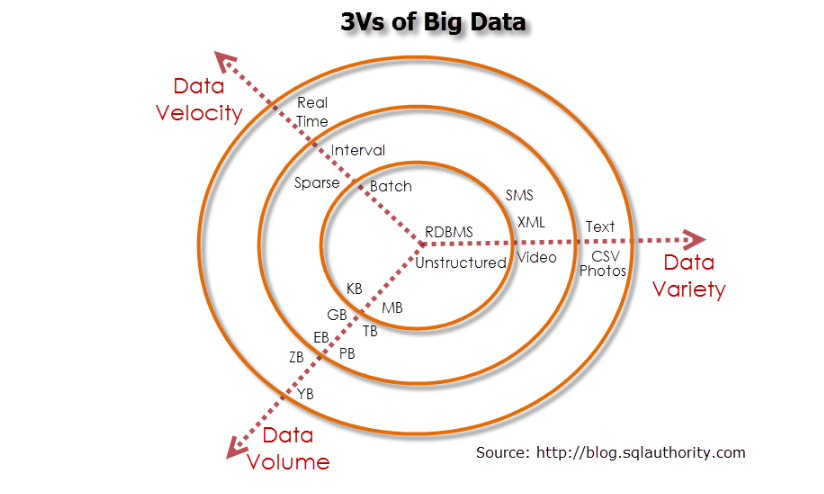 3Vs of Big Data
Data
Velocity
Real
Time
Interval
Sparse
Batch
SMS
XML
RDBMS
Text
Unstructured
Video
CSV
Photos
Data
Variety
KB
MB
GB
TB
EB
PB
ZB
YB
Data
Volume
Source: http://blog.sqlauthority.com